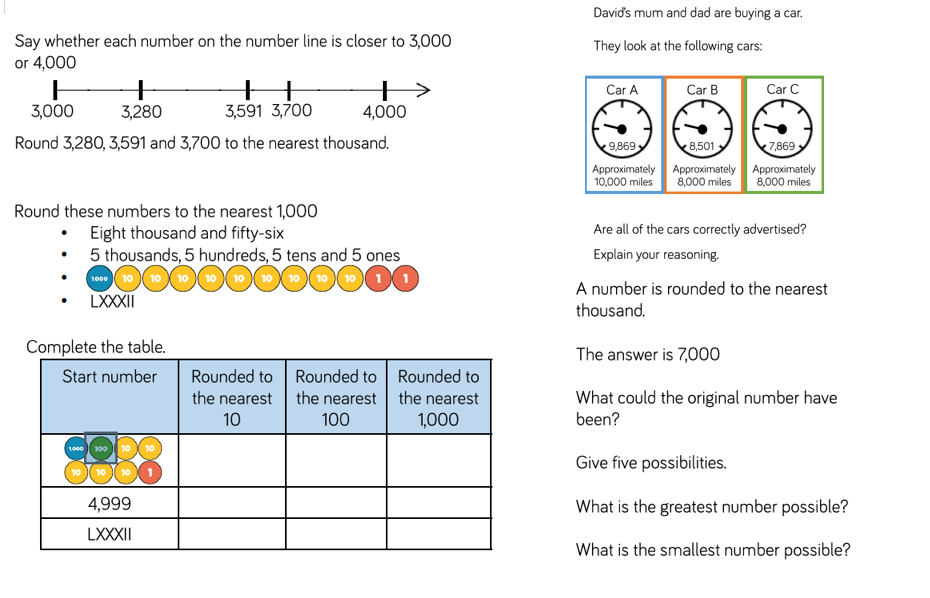 Say whether each number on the number line is closer to 3,000
or 4,000
3,000 3,280 3,591 3,700 4,000
Round 3,280, 3,591 and 3,700 to the nearest thousand.
Round these numbers to the nearest 1,000
• Eight thousand and fifty-six
• 5 thousands, 5 hundreds, 5 tens and 5 ones
• 1,000 10 10 10 10 10 10 10 10 10 1 1
• LXXXII
Complete the table.
Start number
Rounded to
the nearest
10
Rounded to
the nearest
100
Rounded to
the nearest
1,000
1,000 100 10 10
10 10 10 1
4,999
LXXXII
David's mum and dad are buying a car.
They look at the following cars:
Car A
9,869
Approximately
10,000 miles
Car B
8,501
Approximately
8,000 miles
Car C
7,869
Approximately
8,000 miles
Are all of the cars correctly advertised?
Explain your reasoning.
A number is rounded to the nearest
thousand.
The answer is 7,000
What could the original number have
been?
Give five possibilities.
What is the greatest number possible?
What is the smallest number possible?